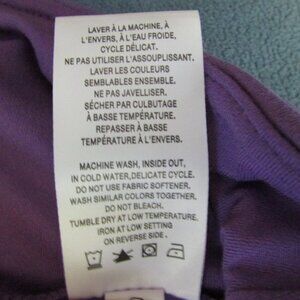 LAVER À LA MACHINE, À
L'ENVERS, À L'EAU FROIDE,
CYCLE DÉLICAT.
NE PAS UTILISER L'ASSOUPLISSANT.
LAVER LES COULEURS
SEMBLABLES ENSEMBLE.
NE PAS JAVELLISER.
SÉCHER PAR CULBUTAGE
À BASSE TEMPÉRATURE.
REPASSER À BASSE
TEMPÉRATURE À L'ENVERS.
MACHINE WASH, INSIDE OUT,
IN COLD WATER,DELICATE CYCLE.
DO NOT USE FABRIC SOFTENER.
WASH SIMILAR COLORS TOGETHER.
DO NOT BLEACH.
TUMBLE DRY AT LOW TEMPERATURE,
IRON AT LOW SETTING
ON REVERSE SIDE.